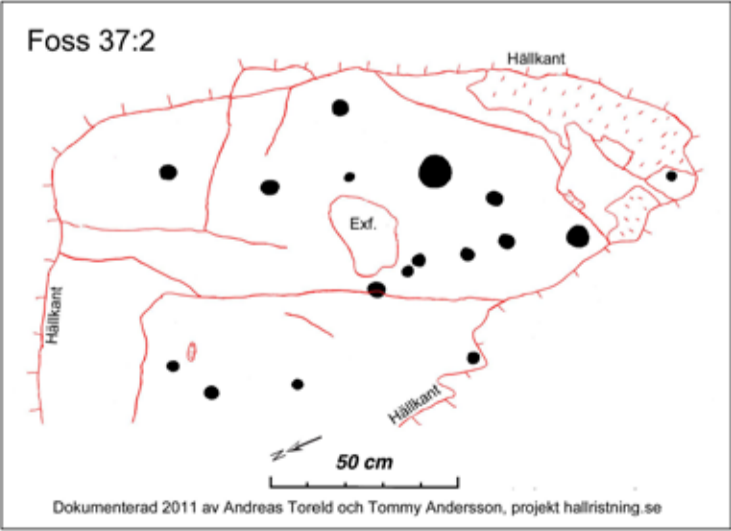 Foss 37:2
Hällkant
Exf.
Hällkant
Hällkant
N
50 cm
Dokumenterad 2011 av Andreas Toreld och Tommy Andersson, projekt hallristning.se